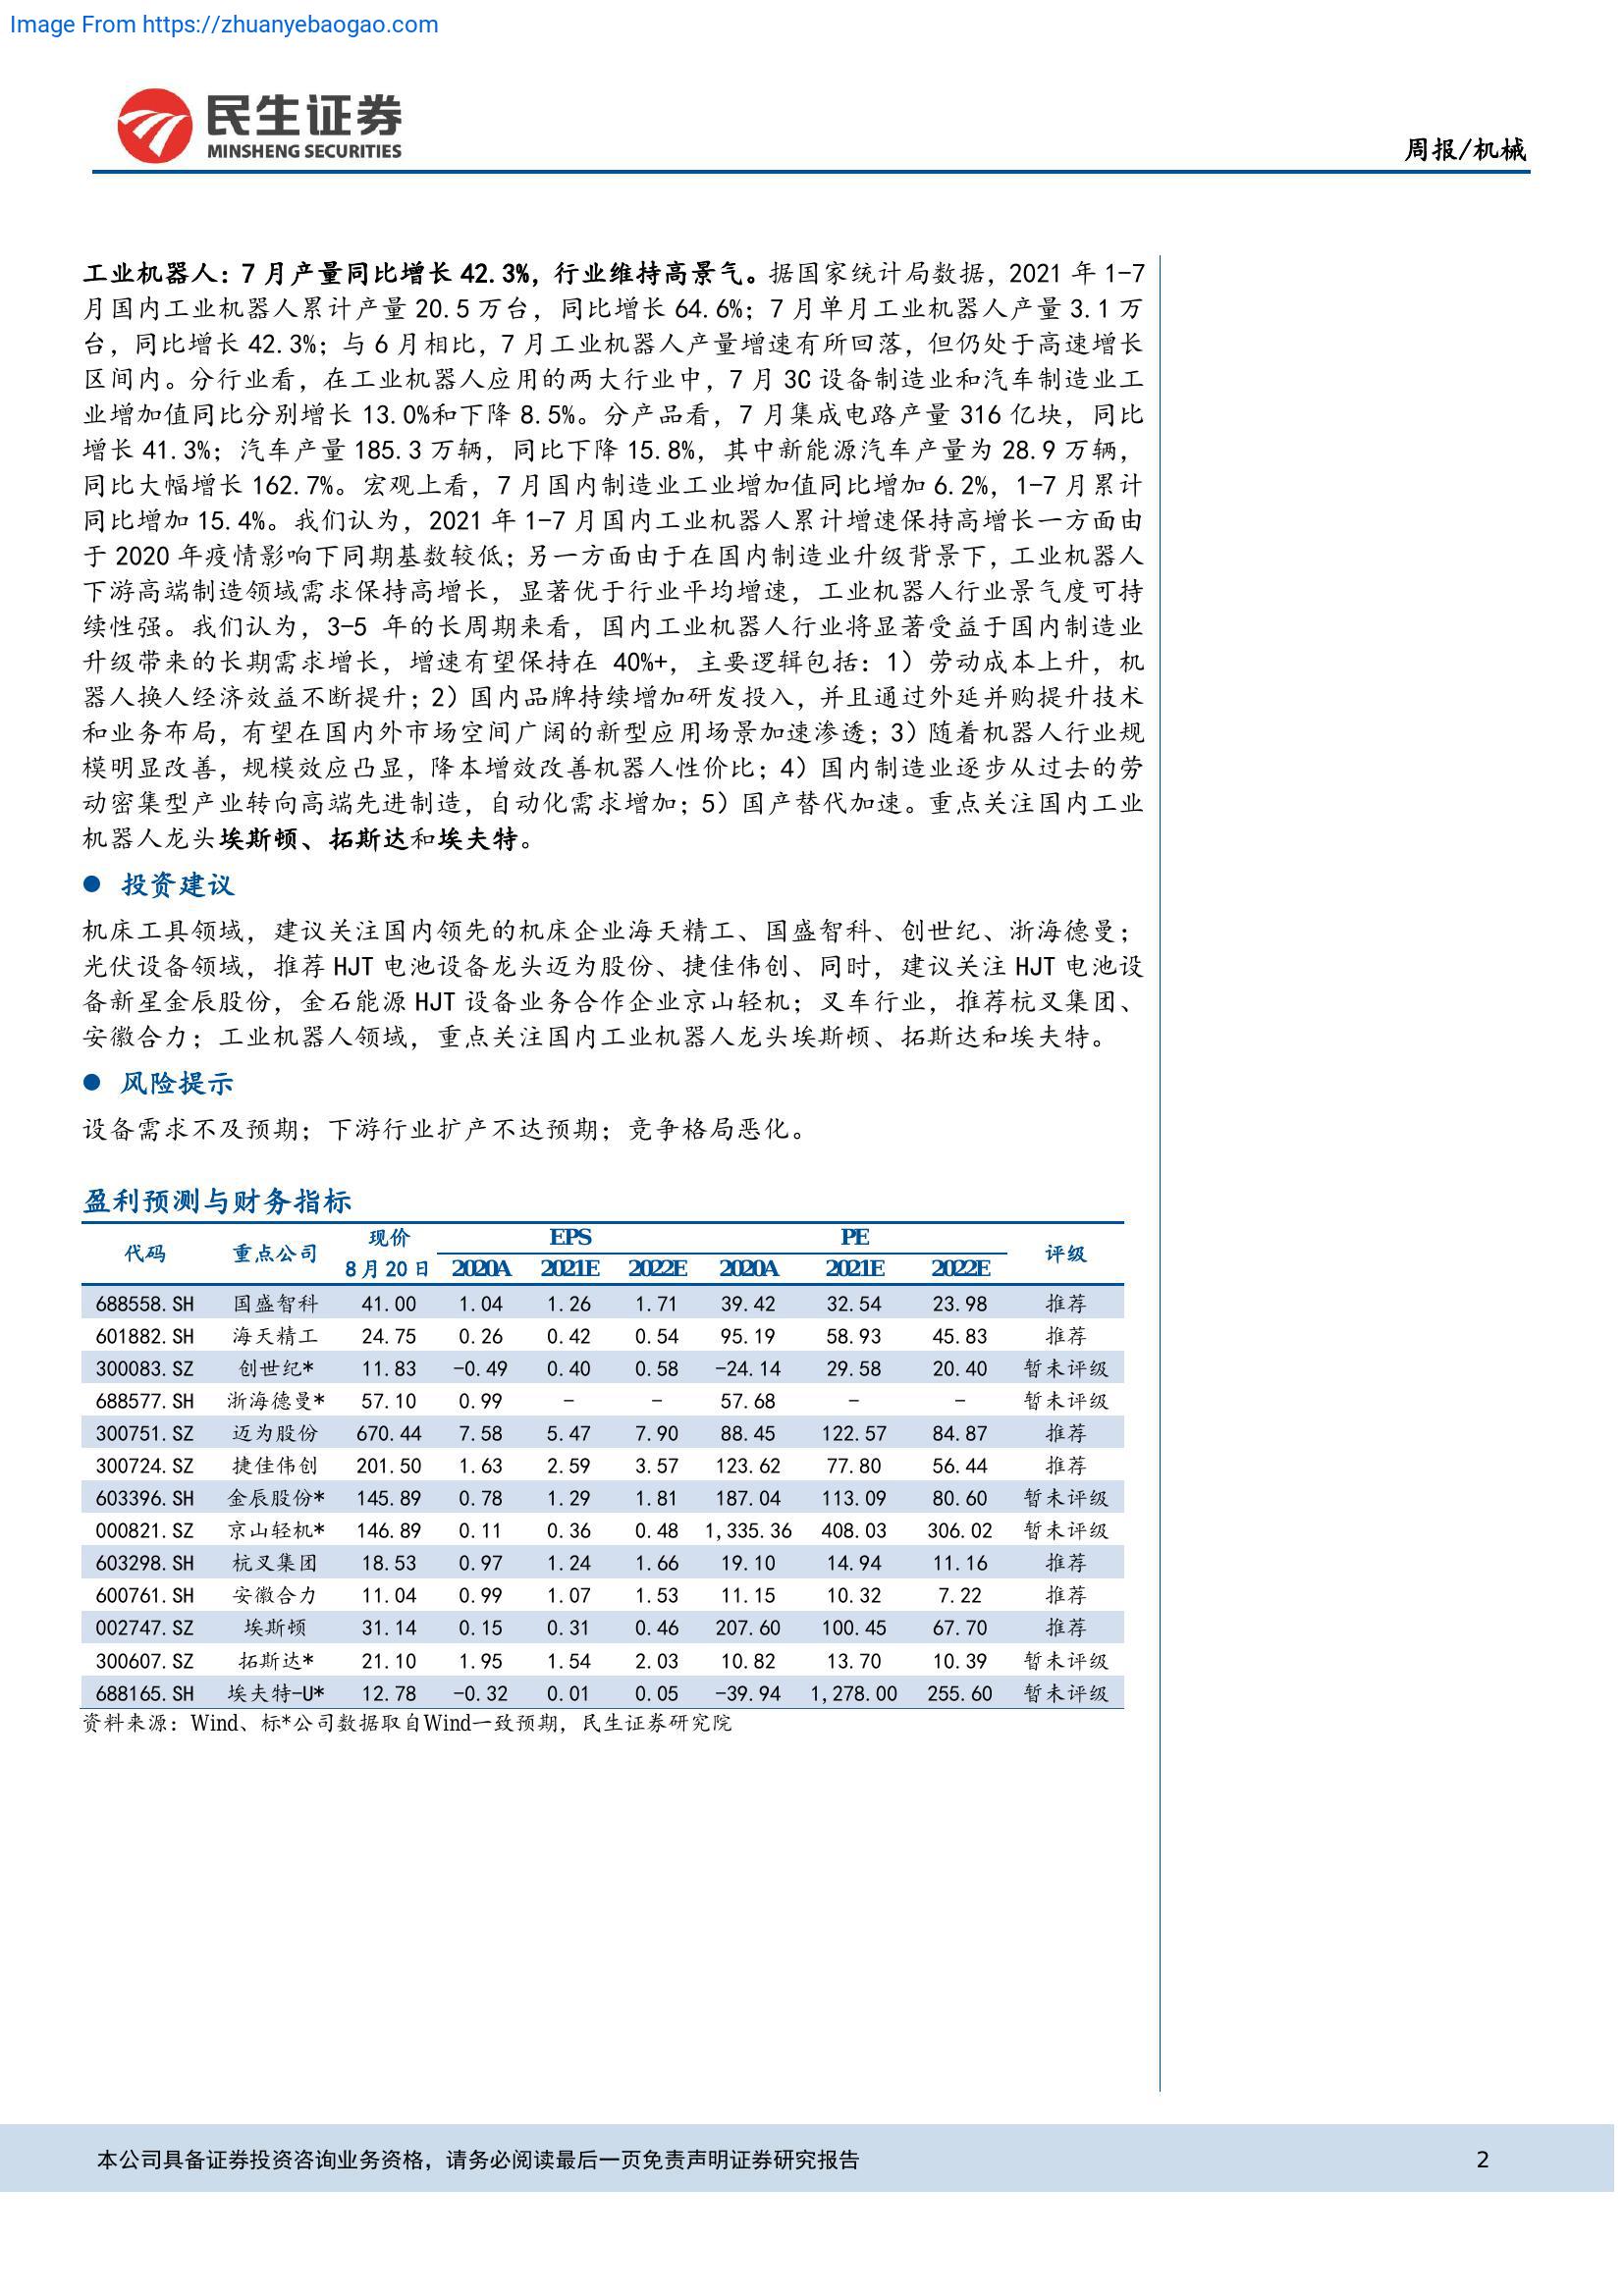 Image From https://zhuanyebaogao.com
民生证券
MINSHENG SECURITIES
周报/机械
工业机器人：7 月产量同比增长 42.3%，行业维持高景气。据国家统计局数据，2021 年 1-7
月国内工业机器人累计产量 20.5 万台，同比增长 64.6%；7 月单月工业机器人产量 3.1 万
台，同比增长 42.3%；与 6 月相比，7 月工业机器人产量增速有所回落，但仍处于高速增长
区间内。分行业看，在工业机器人应用的两大行业中，7 月 3C 设备制造业和汽车制造业工
业增加值同比分别增长 13.0%和下降 8.5%。分产品看，7 月集成电路产量 316 亿块，同比
增长 41.3%；汽车产量 185.3 万辆，同比下降 15.8%，其中新能源汽车产量为 28.9 万辆，
同比大幅增长 162.7%。宏观上看，7 月国内制造业工业增加值同比增加 6.2%，1-7 月累计
同比增加 15.4%。我们认为，2021 年 1-7 月国内工业机器人累计增速保持高增长一方面由
于 2020 年疫情影响下同期基数较低；另一方面由于在国内制造业升级背景下，工业机器人
下游高端制造领域需求保持高增长，显著优于行业平均增速，工业机器人行业景气度可持
续性强。我们认为，3-5 年的长周期来看，国内工业机器人行业将显著受益于国内制造业
升级带来的长期需求增长，增速有望保持在 40%+，主要逻辑包括：1）劳动成本上升，机
器人换人经济效益不断提升；2）国内品牌持续增加研发投入，并且通过外延并购提升技术
和业务布局，有望在国内外市场空间广阔的新型应用场景加速渗透；3）随着机器人行业规
模明显改善，规模效应凸显，降本增效改善机器人性价比；4）国内制造业逐步从过去的劳
动密集型产业转向高端先进制造，自动化需求增加；5）国产替代加速。重点关注国内工业
机器人龙头埃斯顿、拓斯达和埃夫特。
● 投资建议
机床工具领域，建议关注国内领先的机床企业海天精工、国盛智科、创世纪、浙海德曼；
光伏设备领域，推荐 HJT 电池设备龙头迈为股份、捷佳伟创、同时，建议关注 HJT 电池设
备新星金辰股份，金石能源 HJT 设备业务合作企业京山轻机；叉车行业，推荐杭叉集团、
安徽合力；工业机器人领域，重点关注国内工业机器人龙头埃斯顿、拓斯达和埃夫特。
● 风险提示
设备需求不及预期；下游行业扩产不达预期；竞争格局恶化。
盈利预测与财务指标
代码 重点公司 现价 EPS PE 评级
8 月 20 日 2020A 2021E 2022E 2020A 2021E 2022E
688558.SH 国盛智科 41.00 1.04 1.26 1.71 39.42 32.54 23.98 推荐
601882.SH 海天精工 24.75 0.26 0.42 0.54 95.19 58.93 45.83 推荐
300083.SZ 创世纪* 11.83 -0.49 0.40 0.58 -24.14 29.58 20.40 暂未评级
688577.SH 浙海德曼* 57.10 0.99 - - 57.68 - - 暂未评级
300751.SZ 迈为股份 670.44 7.58 5.47 7.90 88.45 122.57 84.87 推荐
300724.SZ 捷佳伟创 201.50 1.63 2.59 3.57 123.62 77.80 56.44 推荐
603396.SH 金辰股份* 145.89 0.78 1.29 1.81 187.04 113.09 80.60 暂未评级
000821.SZ 京山轻机* 146.89 0.11 0.36 0.48 1,335.36 408.03 306.02 暂未评级
603298.SH 杭叉集团 18.53 0.97 1.24 1.66 19.10 14.94 11.16 推荐
600761.SH 安徽合力 11.04 0.99 1.07 1.53 11.15 10.32 7.22 推荐
002747.SZ 埃斯顿 31.14 0.15 0.31 0.46 207.60 100.45 67.70 推荐
300607.SZ 拓斯达* 21.10 1.95 1.54 2.03 10.82 13.70 10.39 暂未评级
688165.SH 埃夫特-U* 12.78 -0.32 0.01 0.05 -39.94 1,278.00 255.60 暂未评级
资料来源：Wind、标*公司数据取自Wind一致预期，民生证券研究院
本公司具备证券投资咨询业务资格，请务必阅读最后一页免责声明证券研究报告 2